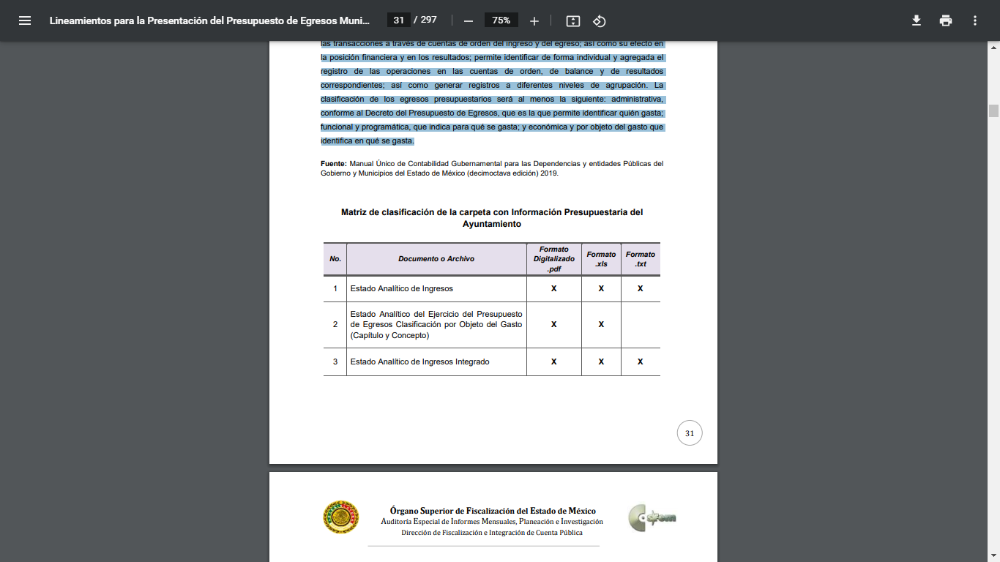 Lineamientos para la Presentación del Presupuesto de Egresos Muni...
31 / 297
75%
las transacciones a través de cuentas de orden del ingreso y del egreso; así como su efecto en
la posición financiera y en los resultados; permite identificar de forma individual y agregada el
registro de las operaciones en las cuentas de orden, de balance y de resultados
correspondientes; así como generar registros a diferentes niveles de agrupación. La
clasificación de los egresos presupuestarios será al menos la siguiente: administrativa,
conforme al Decreto del Presupuesto de Egresos, que es la que permite identificar quién gasta;
funcional y programática, que indica para qué se gasta; y económica y por objeto del gasto que
identifica en qué se gasta.
Fuente: Manual Único de Contabilidad Gubernamental para las Dependencias y entidades Públicas del
Gobierno y Municipios del Estado de México (decimoctava edición) 2019.
Matriz de clasificación de la carpeta con Información Presupuestaria del
Ayuntamiento
No. Documento o Archivo Formato Digitalizado .pdf Formato .xls Formato .txt
1 Estado Analítico de Ingresos X X X
2 Estado Analítico del Ejercicio del Presupuesto
de Egresos Clasificación por Objeto del Gasto X X
(Capítulo y Concepto)
3 Estado Analítico de Ingresos Integrado X X X
31
Órgano Superior de Fiscalización del Estado de México
Auditoría Especial de Informes Mensuales, Planeación e Investigación
Dirección de Fiscalización e Integración de Cuenta Pública
osfem